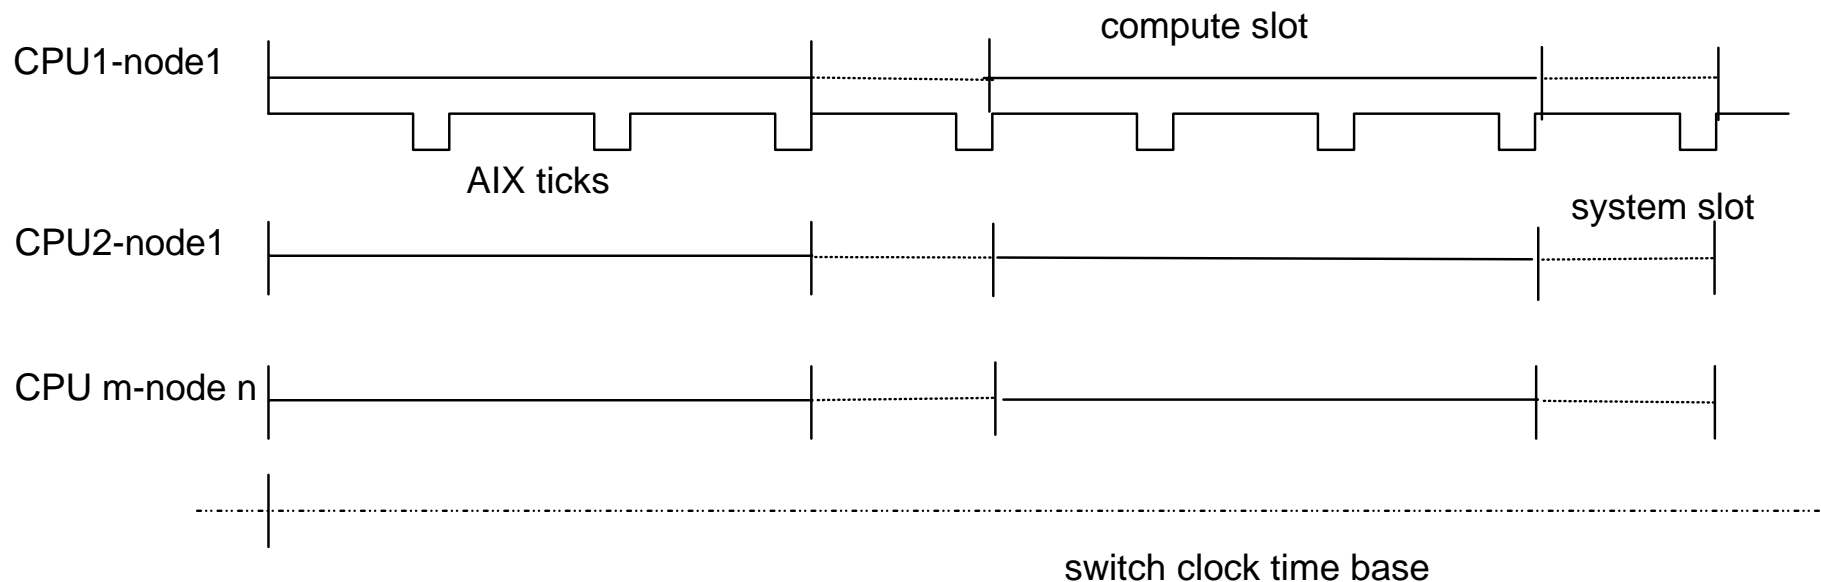 compute slot
CPU1-node1
AIX ticks
system slot
CPU2-node1
CPU m-node n
switch clock time base